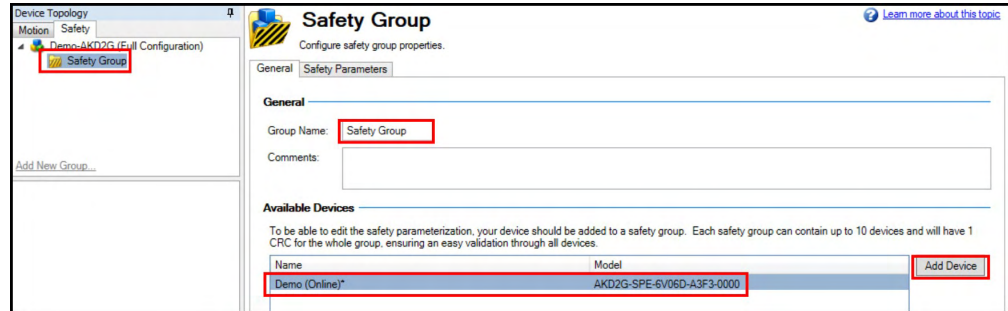 Device Topology
Motion Safety
Demo-AKD2G (Full Configuration)
Safety Group
Add New Group...
Safety Group
Learn more about this topic
Configure safety group properties.
General Safety Parameters
General
Group Name: Safety Group
Comments:
Available Devices
To be able to edit the safety parameterization, your device should be added to a safety group. Each safety group can contain up to 10 devices and will have 1
CRC for the whole group, ensuring an easy validation through all devices.
Name Model Add Device
Demo (Online)* AKD2G-SPE-6V06D-A3F3-0000